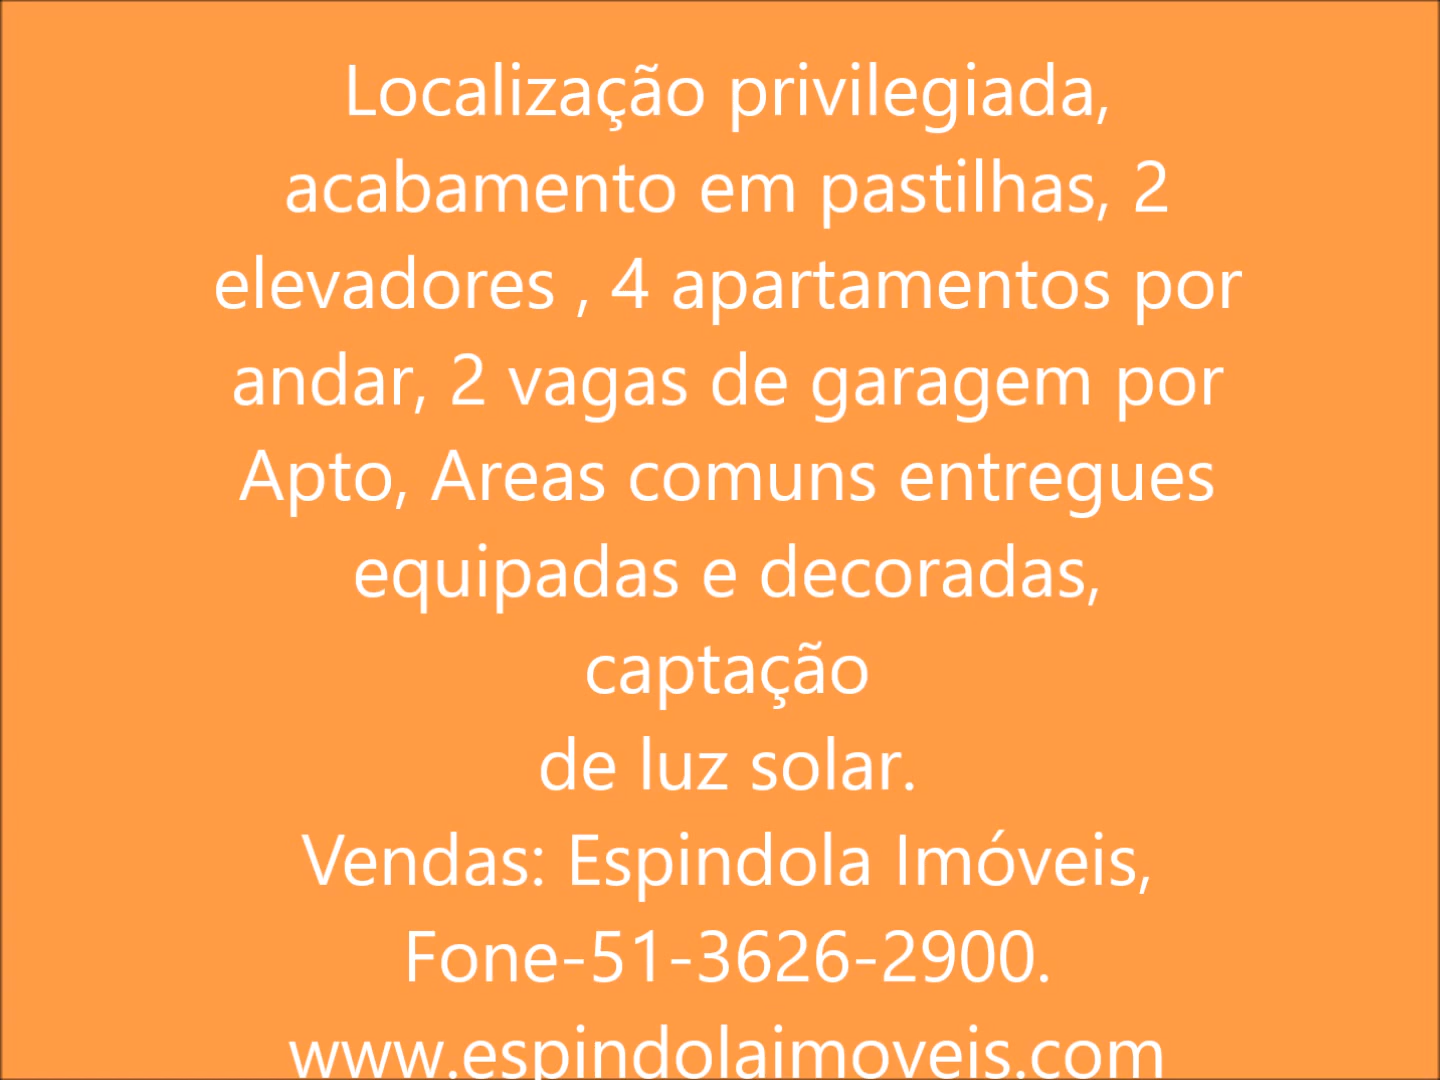 Localização privilegiada,
acabamento em pastilhas, 2
elevadores , 4 apartamentos por
andar, 2 vagas de garagem por
Apto, Areas comuns entregues
equipadas e decoradas,
captação
de luz solar.
Vendas: Espindola Imóveis,
Fone-51-3626-2900.
www.espindolaimoveis.com